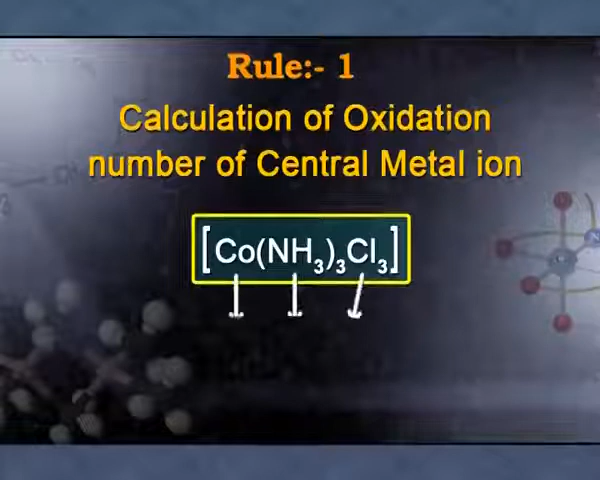 Rule:- 1
Calculation of Oxidation
number of Central Metal ion
[Co(NH₃)₃Cl₃]